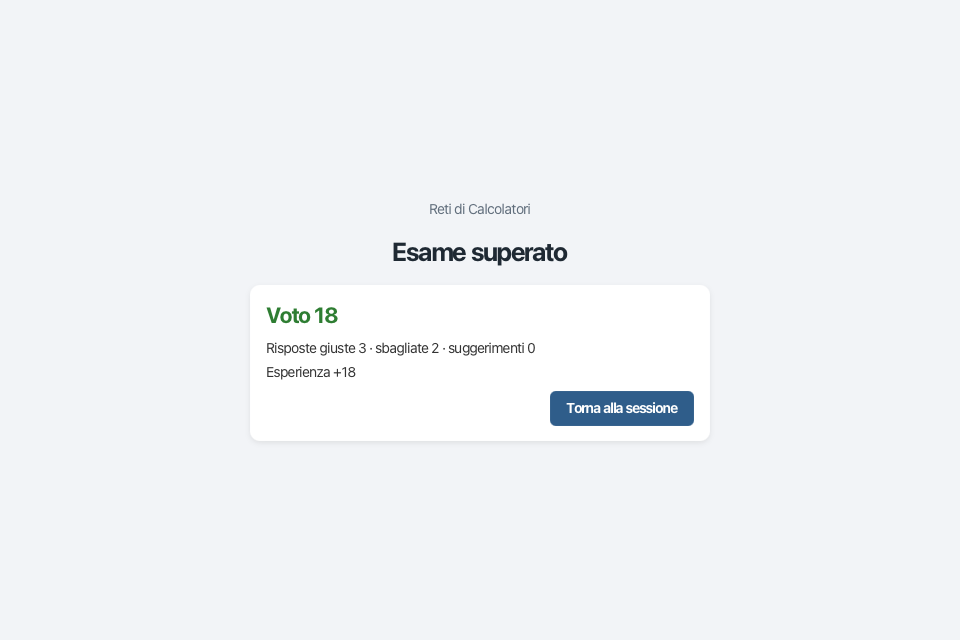 Reti di Calcolatori
Esame superato
Voto 18
Risposte giuste 3 · sbagliate 2 · suggerimenti 0
Esperienza +18
Torna alla sessione